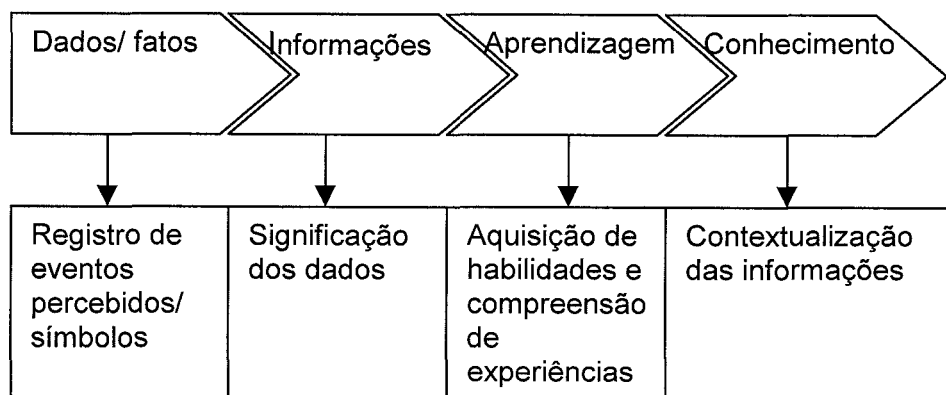 Dados/ fatos
Informações
Aprendizagem
Conhecimento
Registro de
eventos
percebidos/
símbolos
Significação
dos dados
Aquisição de
habilidades e
compreensão
de
experiências
Contextualização
das informações